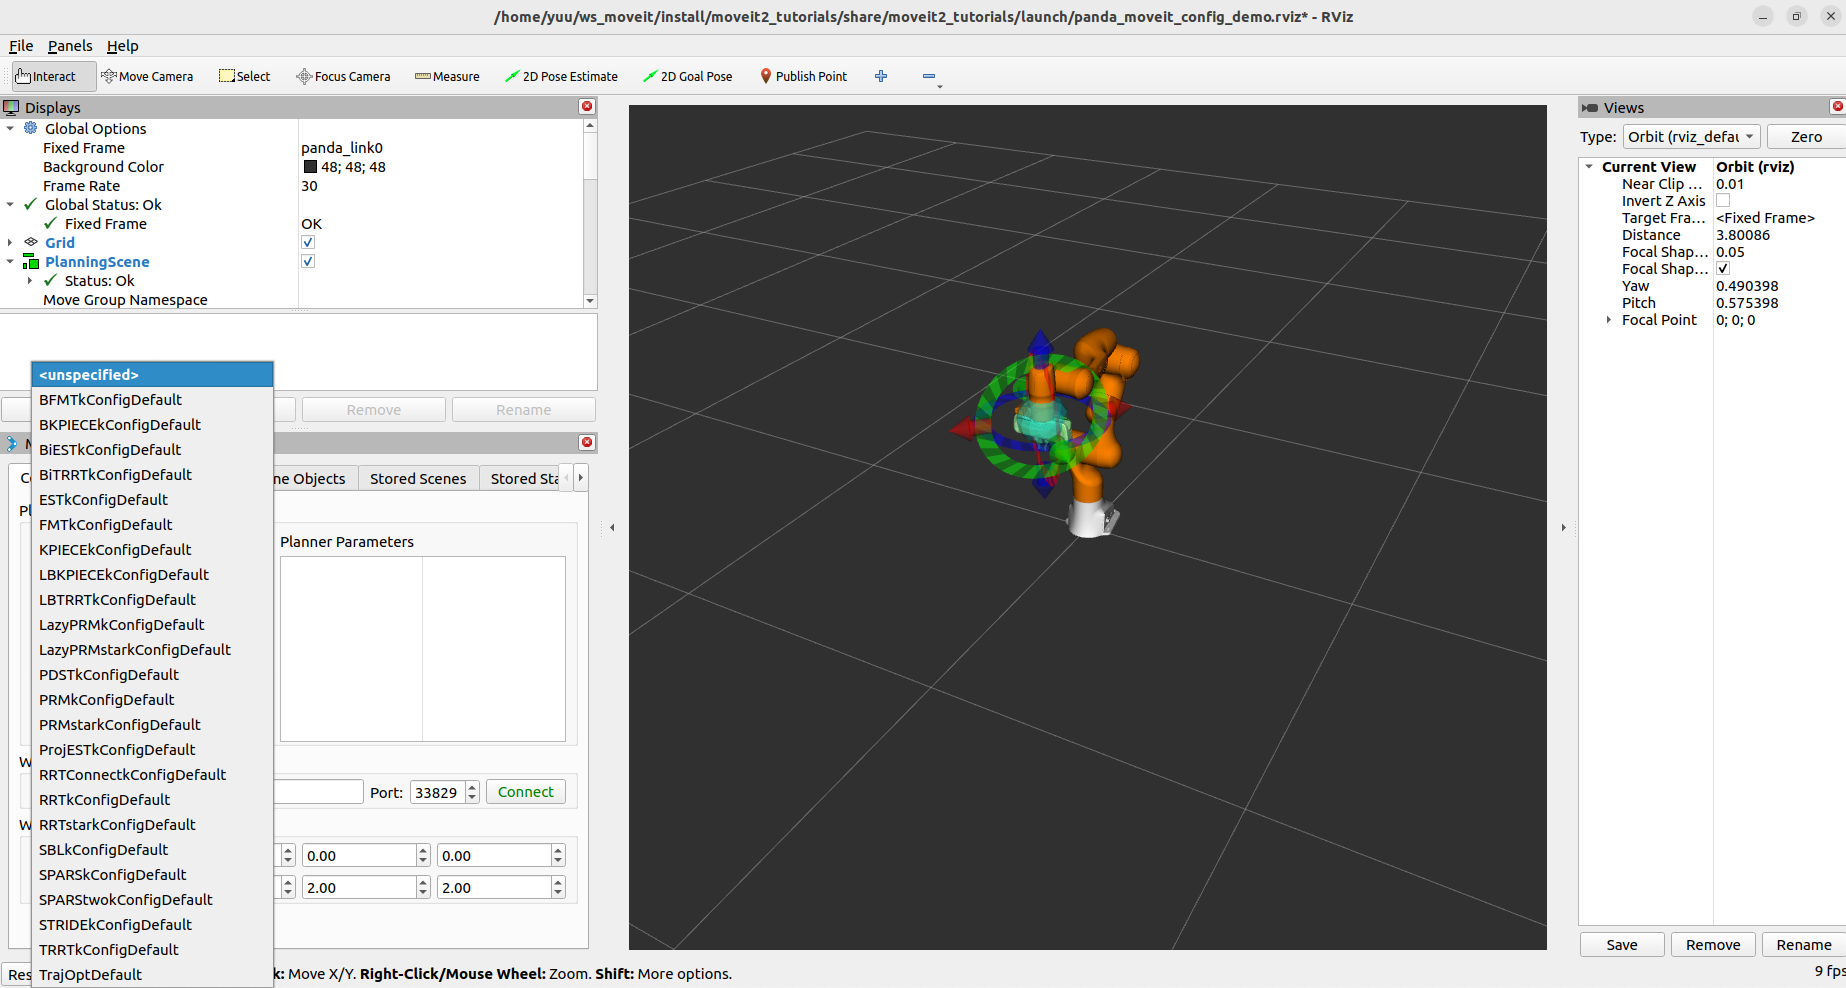 /home/yuu/ws_moveit/install/moveit2_tutorials/share/moveit2_tutorials/launch/panda_moveit_config_demo.rviz* - RViz
File Panels Help
Interact Move Camera Select Focus Camera Measure 2D Pose Estimate 2D Goal Pose Publish Point
Displays
Global Options
Fixed Frame panda_link0
Background Color 48; 48; 48
Frame Rate 30
Global Status: Ok
Fixed Frame OK
Grid
PlanningScene
Status: Ok
Move Group Namespace
<unspecified>
BFMTkConfigDefault
BKPIECEkConfigDefault
BiESTkConfigDefault
BiTRRTkConfigDefault
ESTkConfigDefault
FMTkConfigDefault
KPIECEkConfigDefault
LBKPIECEkConfigDefault
LBTRRTkConfigDefault
LazyPRMkConfigDefault
LazyPRMstarkConfigDefault
PDSTkConfigDefault
PRMkConfigDefault
PRMstarkConfigDefault
ProjESTkConfigDefault
RRTConnectkConfigDefault
RRTkConfigDefault
RRTstarkConfigDefault
SBLkConfigDefault
SPARSkConfigDefault
SPARStwokConfigDefault
STRIDEkConfigDefault
TRRTkConfigDefault
TrajOptDefault
Remove Rename
ne Objects Stored Scenes Stored Sta
Planner Parameters
Port: 33829 Connect
0.00 0.00
2.00 2.00
Res k: Move X/Y. Right-Click/Mouse Wheel: Zoom. Shift: More options.
Views
Type: Orbit (rviz_defau Zero
Current View Orbit (rviz)
Near Clip ... 0.01
Invert Z Axis
Target Fra... <Fixed Frame>
Distance 3.80086
Focal Shap... 0.05
Focal Shap...
Yaw 0.490398
Pitch 0.575398
Focal Point 0; 0; 0
Save Remove Rename
9 fps